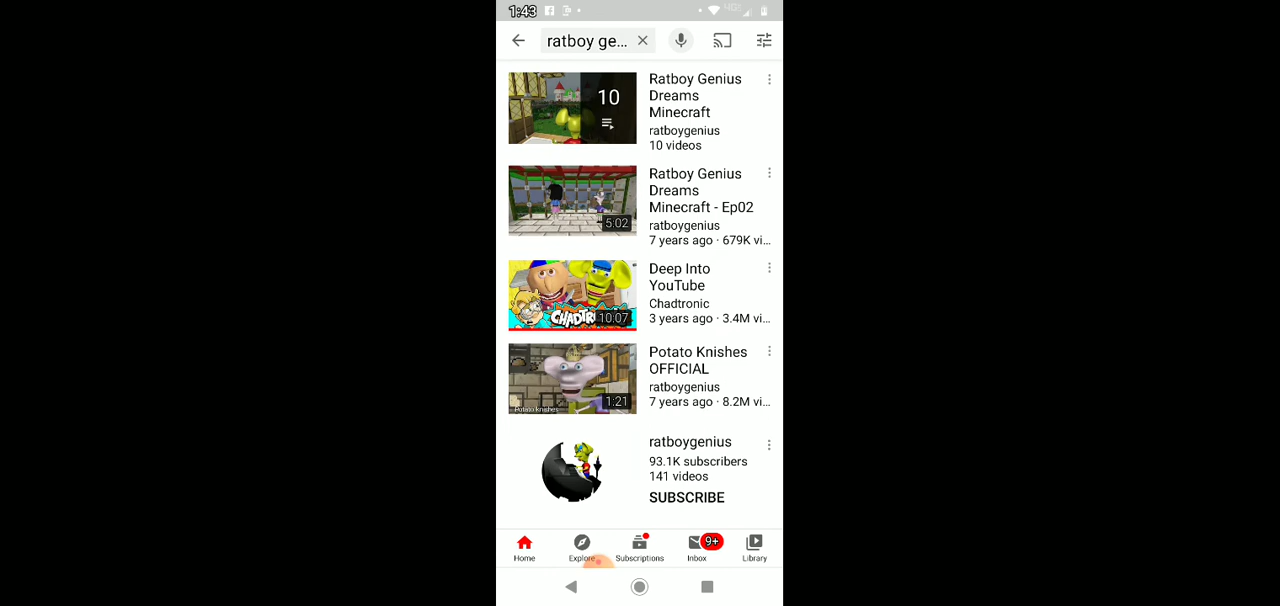 1:43
ratboy ge...
10
Ratboy Genius
Dreams
Minecraft
ratboygenius
10 videos
5:02
Ratboy Genius
Dreams
Minecraft - Ep02
ratboygenius
7 years ago · 679K vi...
CHADTR
10:07
Deep Into
YouTube
Chadtronic
3 years ago · 3.4M vi...
Potato Knishes
1:21
Potato Knishes
OFFICIAL
ratboygenius
7 years ago · 8.2M vi...
ratboygenius
93.1K subscribers
141 videos
SUBSCRIBE
9+
Home
Explore
Subscriptions
Inbox
Library